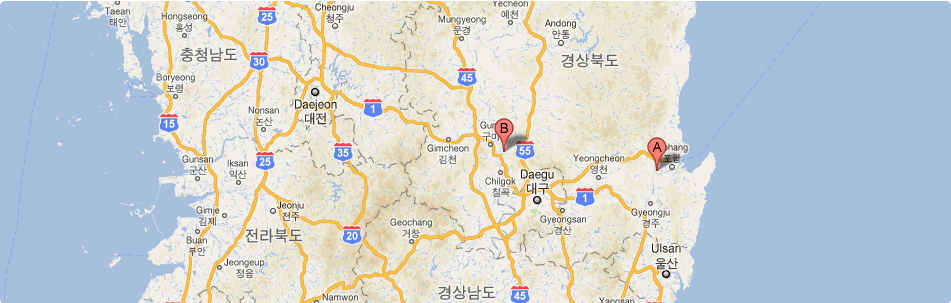 Taean
태안
Hongseong
홍성
25
Cheongju
청주
Mungyeong
문경
Yecheon
예천
Andong
안동
충청남도
30
45
경상북도
Boryeong
보령
Daejeon
대전
1
Nonsan
논산
15
B
구미
A
포항
Gunsan
군산
Iksan
익산
25
35
Gimcheon
김천
55
Yeongcheon
영천
Chilgok
칠곡
Daegu
대구
1
Gimje
김제
Jeonju
전주
Geochang
거창
Gyeongsan
경산
Gyeongju
경주
Buan
부안
전라북도
20
Ulsan
울산
Jeongeup
정읍
Namwon
경상남도
45
Yangsan